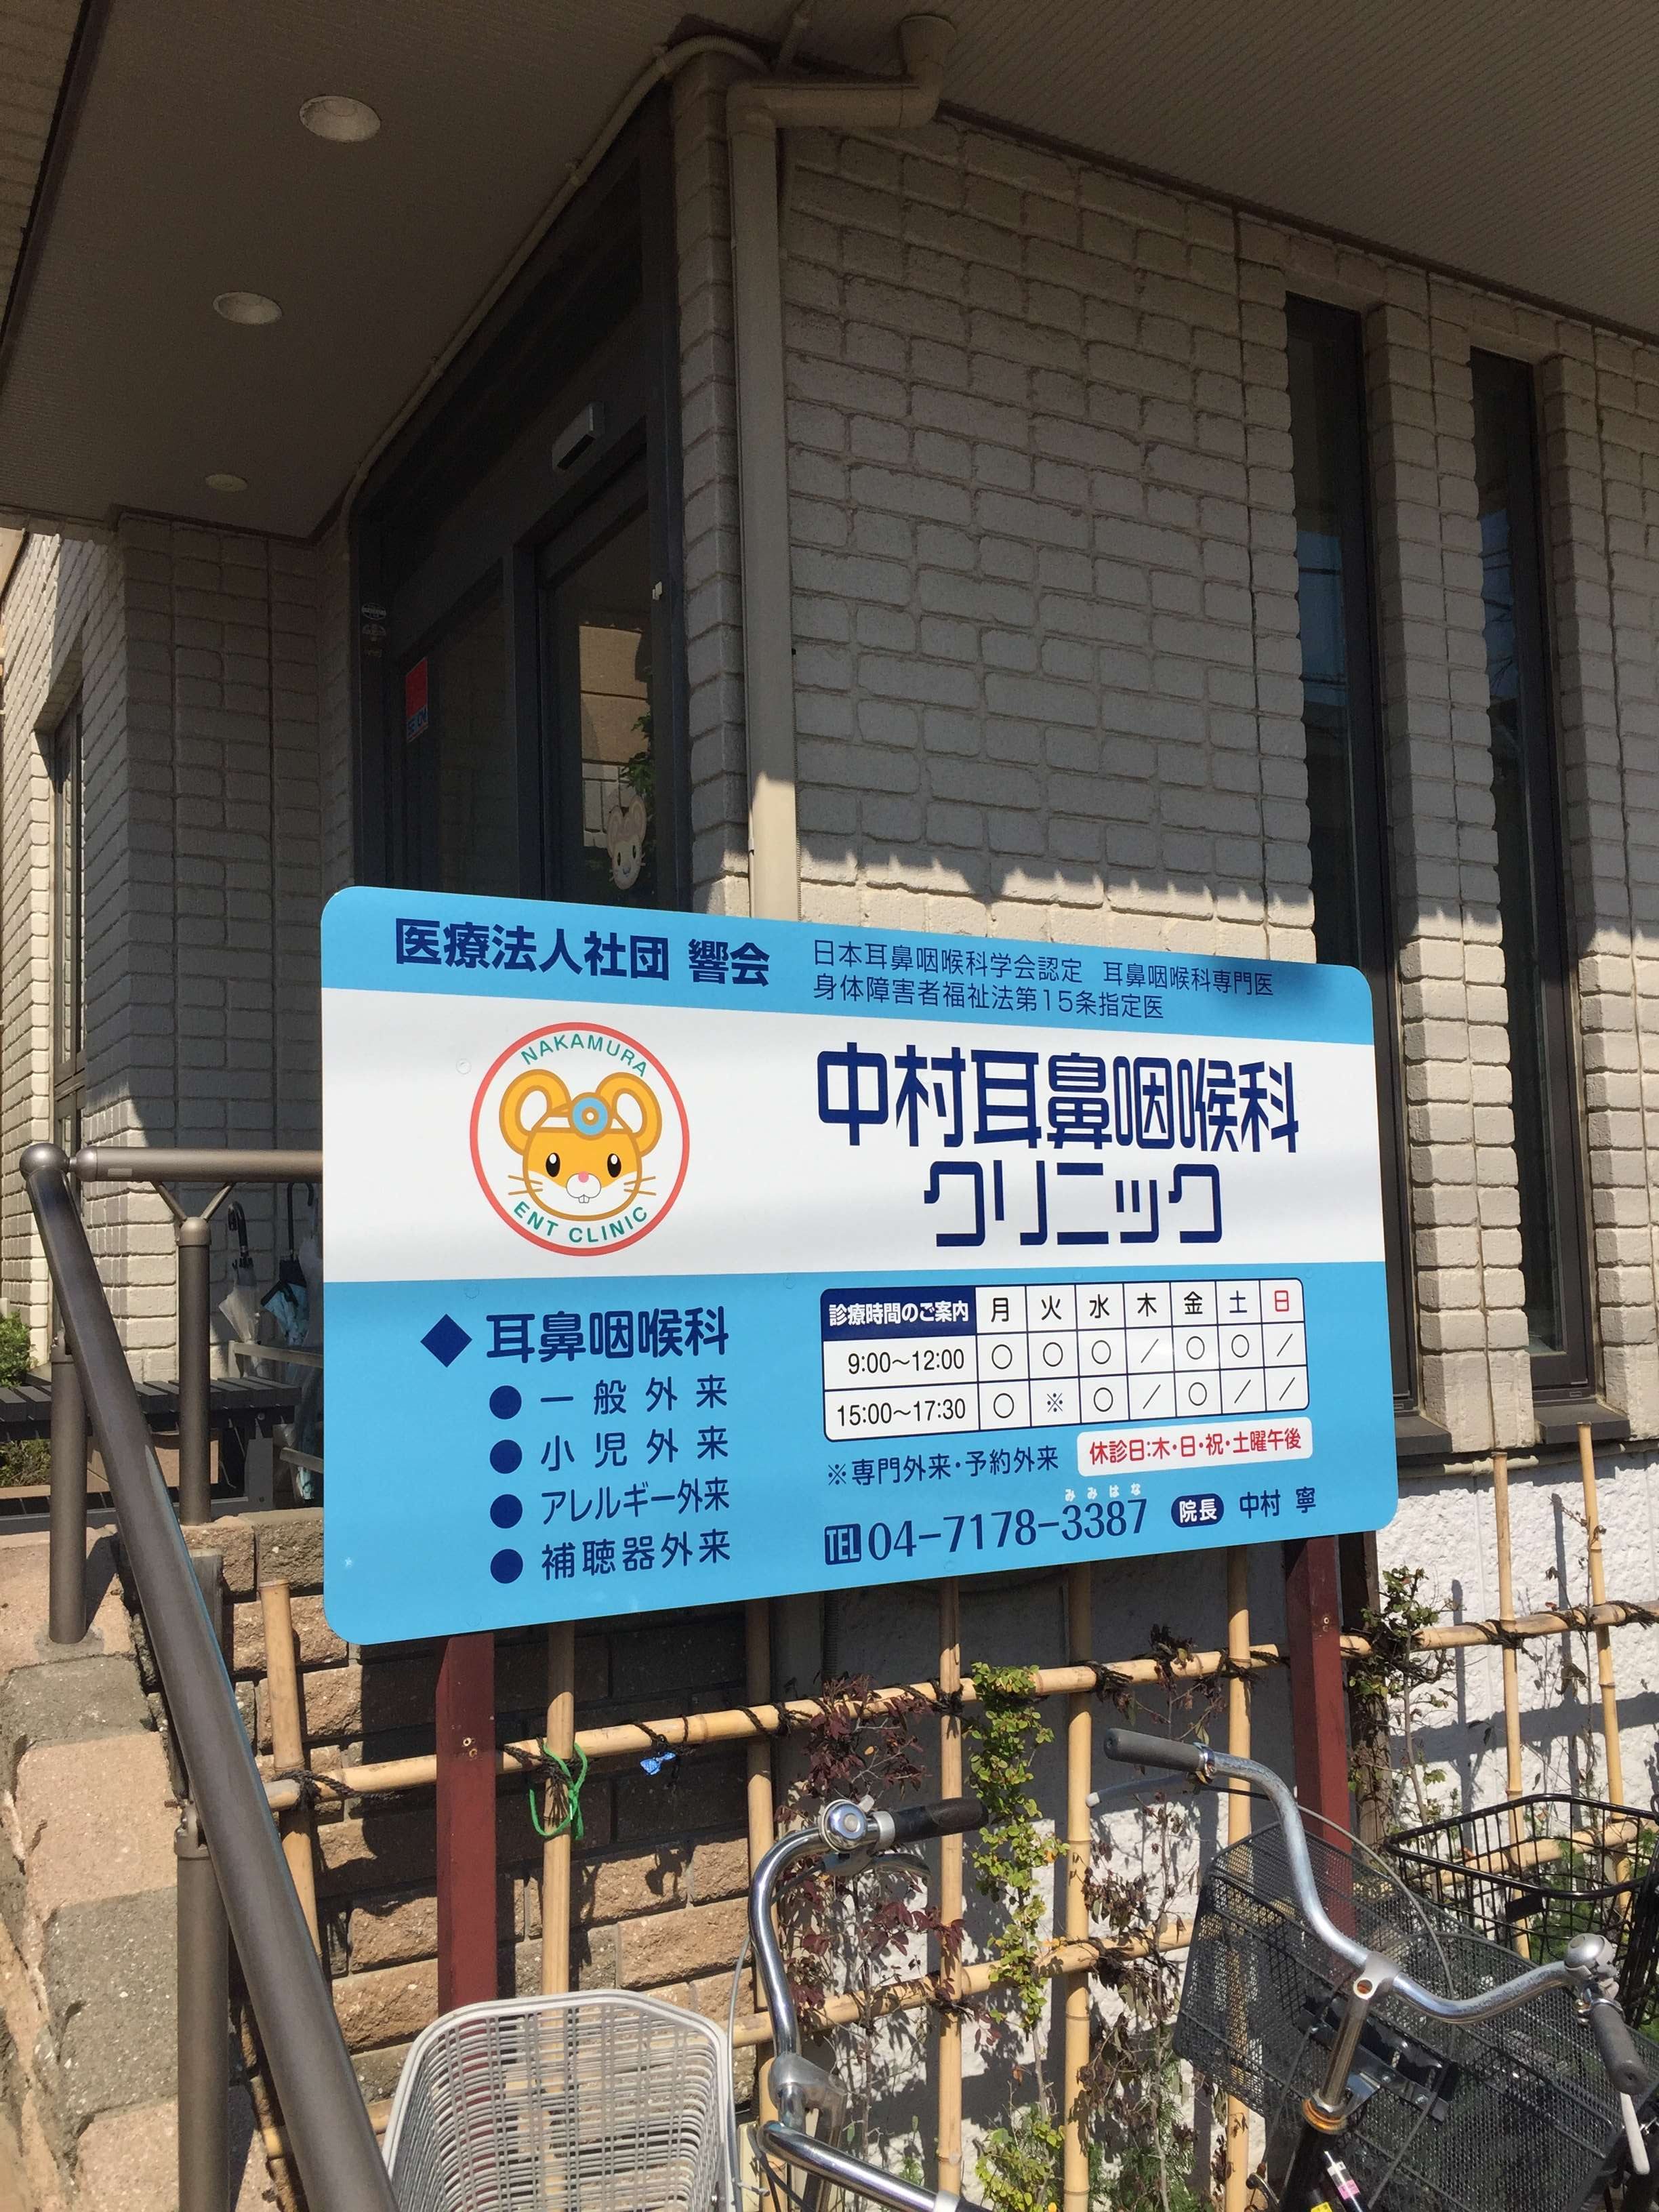 医療法人社団 響会
日本耳鼻咽喉科学会認定 耳鼻咽喉科専門医
身体障害者福祉法第15条指定医
NAKAMURA
ENT CLINIC
中村耳鼻咽喉科
クリニック
◆耳鼻咽喉科
●一般外来
●小児外来
●アレルギー外来
●補聴器外来
診療時間のご案内 月 火 水 木 金 土 日
9:00〜12:00 ○ ○ ○ ／ ○ ○ ／
15:00〜17:30 ○ ※ ○ ／ ○ ／ ／
※専門外来・予約外来 休診日:木・日・祝・土曜午後
みみはな
TEL 04-7178-3387 院長 中村 寧